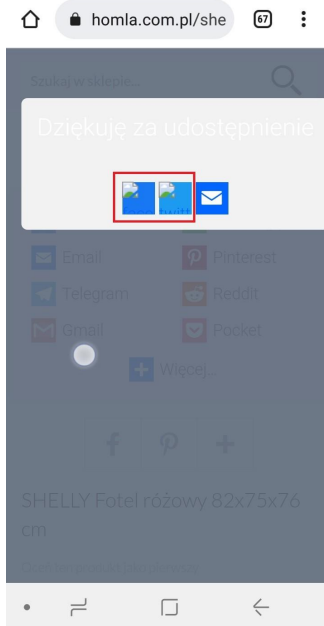 homla.com.pl/she
67
Szukaj w sklepie...
Dziękuję za udostępnienie
Email
Pinterest
Telegram
Reddit
Gmail
Pocket
Więcej...
SHELLY Fotel różowy 82x75x76
cm